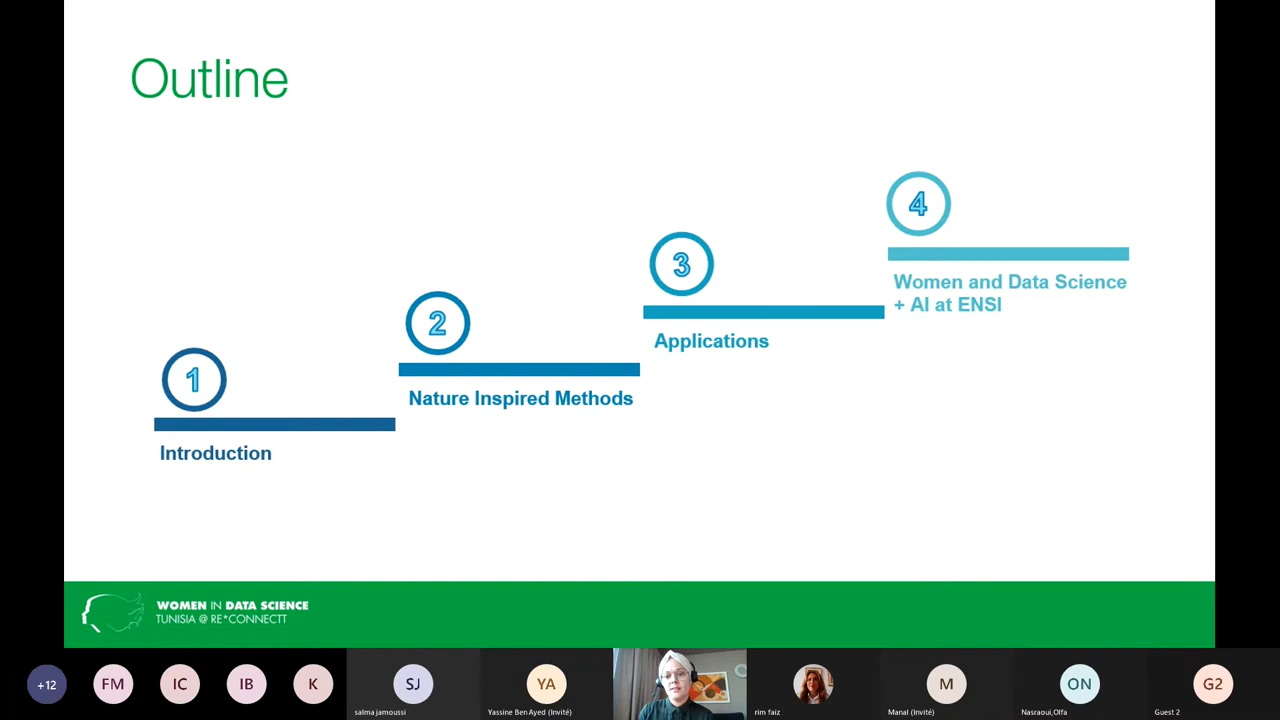 Outline
1
Introduction
2
Nature Inspired Methods
3
Applications
4
Women and Data Science
+ AI at ENSI
WOMEN IN DATA SCIENCE
TUNISIA @ RE*CONNECTT
+12
FM
IC
IB
K
SJ
salma jamoussi
YA
Yassine Ben Ayed (Invité)
rim faiz
M
Manal (Invité)
ON
Nasraoui,Olfa
G2
Guest 2